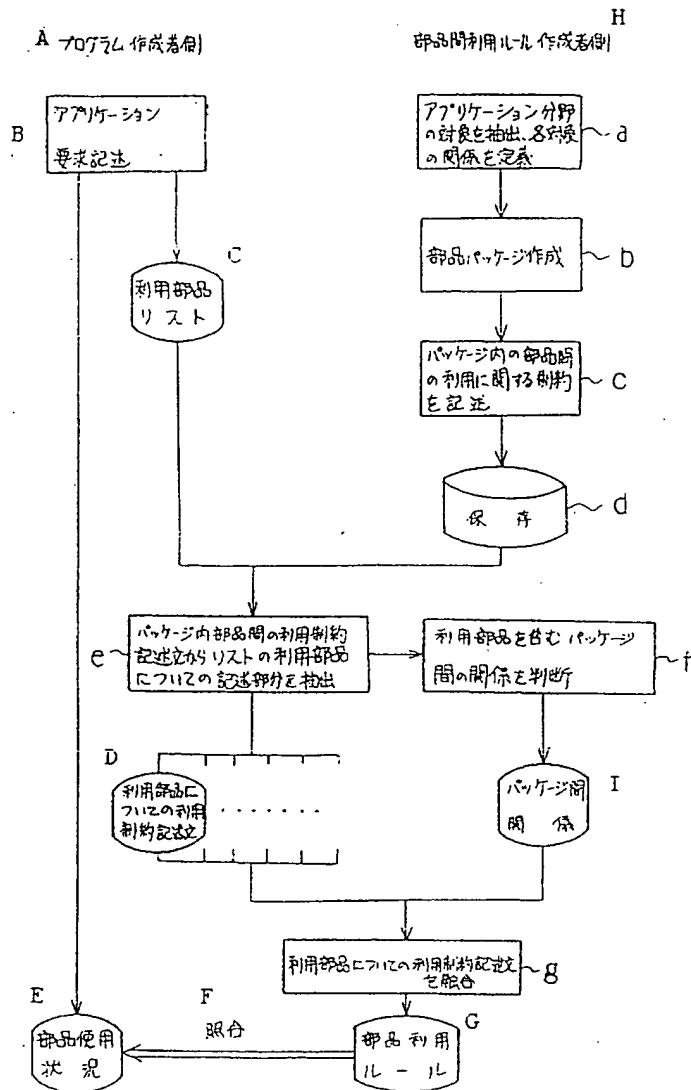 H
A プログラム作成者側
部品間利用ルール作成者側
B
アプリケーション
要求記述
アプリケーション分野
の対象を抽出、各対象
の関係を定義
a
部品パッケージ作成
b
C
利用部品
リスト
パッケージ内の部品間
の利用に関する制約
を記述
c
保存
d
e
パッケージ内部品間の利用制約
記述文からリストの利用部品
についての記述部分を抽出
利用部品を含むパッケージ
間の関係を判断
f
D
利用部品に
ついての利用
制約記述文
・・・・・・・
パッケージ間
関係
I
利用部品についての利用制約記述文
を融合
g
E
F
G
部品使用
状況
照合
部品利用
ルール